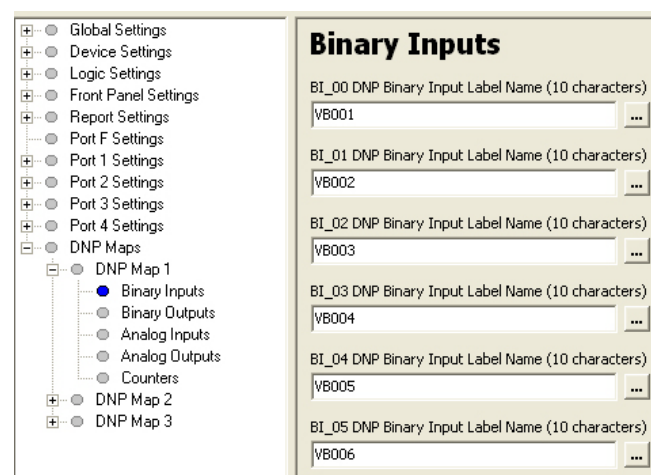 Global Settings
Device Settings
Logic Settings
Front Panel Settings
Report Settings
Port F Settings
Port 1 Settings
Port 2 Settings
Port 3 Settings
Port 4 Settings
DNP Maps
DNP Map 1
Binary Inputs
Binary Outputs
Analog Inputs
Analog Outputs
Counters
DNP Map 2
DNP Map 3
Binary Inputs
BI_00 DNP Binary Input Label Name (10 characters)
VB001
...
BI_01 DNP Binary Input Label Name (10 characters)
VB002
...
BI_02 DNP Binary Input Label Name (10 characters)
VB003
...
BI_03 DNP Binary Input Label Name (10 characters)
VB004
...
BI_04 DNP Binary Input Label Name (10 characters)
VB005
...
BI_05 DNP Binary Input Label Name (10 characters)
VB006
...